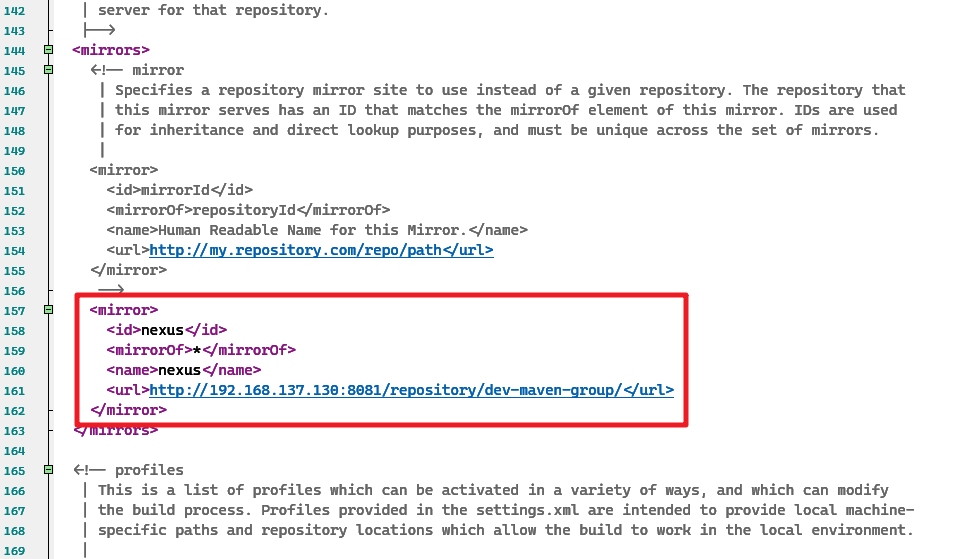 142 | server for that repository.
143 |-->
144 <mirrors>
145 <!-- mirror
146 | Specifies a repository mirror site to use instead of a given repository. The repository that
147 | this mirror serves has an ID that matches the mirrorOf element of this mirror. IDs are used
148 | for inheritance and direct lookup purposes, and must be unique across the set of mirrors.
149 |
150 <mirror>
151 <id>mirrorId</id>
152 <mirrorOf>repositoryId</mirrorOf>
153 <name>Human Readable Name for this Mirror.</name>
154 <url>http://my.repository.com/repo/path</url>
155 </mirror>
156 -->
157 <mirror>
158 <id>nexus</id>
159 <mirrorOf>*</mirrorOf>
160 <name>nexus</name>
161 <url>http://192.168.137.130:8081/repository/dev-maven-group/</url>
162 </mirror>
163 </mirrors>
164
165 <!-- profiles
166 | This is a list of profiles which can be activated in a variety of ways, and which can modify
167 | the build process. Profiles provided in the settings.xml are intended to provide local machine-
168 | specific paths and repository locations which allow the build to work in the local environment.
169 |